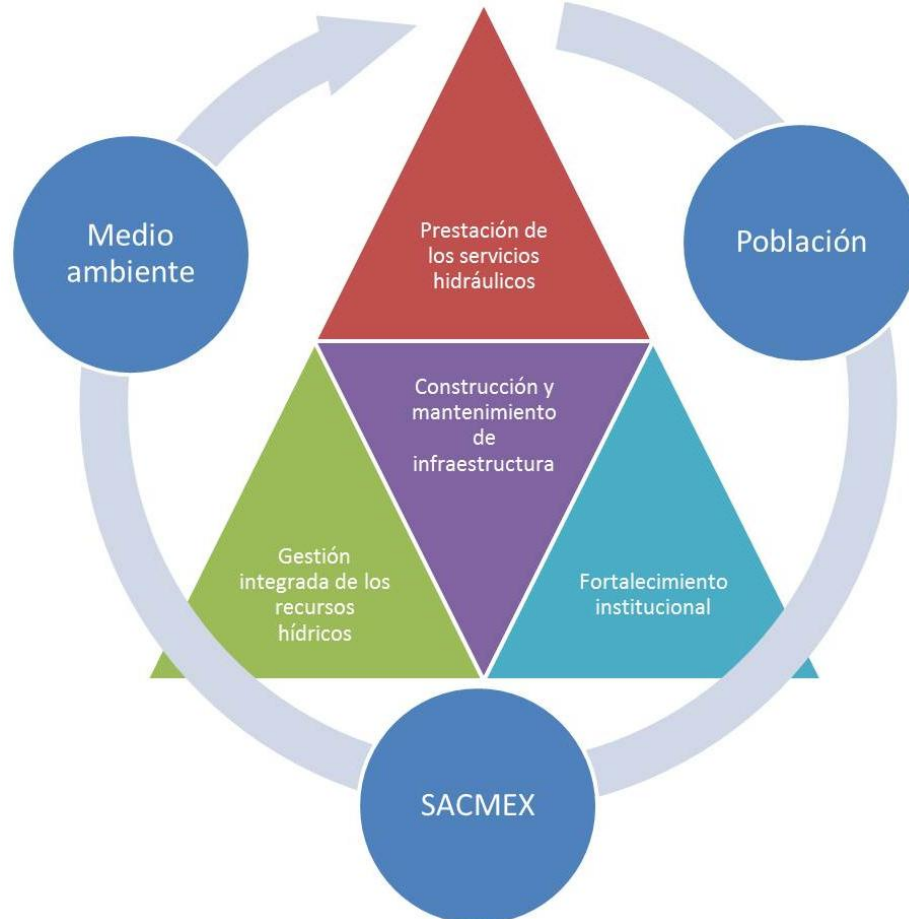 Medio
ambiente
Población
Prestación de
los servicios
hidráulicos
Construcción y
mantenimiento
de
infraestructura
Gestión
integrada de los
recursos
hídricos
Fortalecimiento
institucional
SACMEX